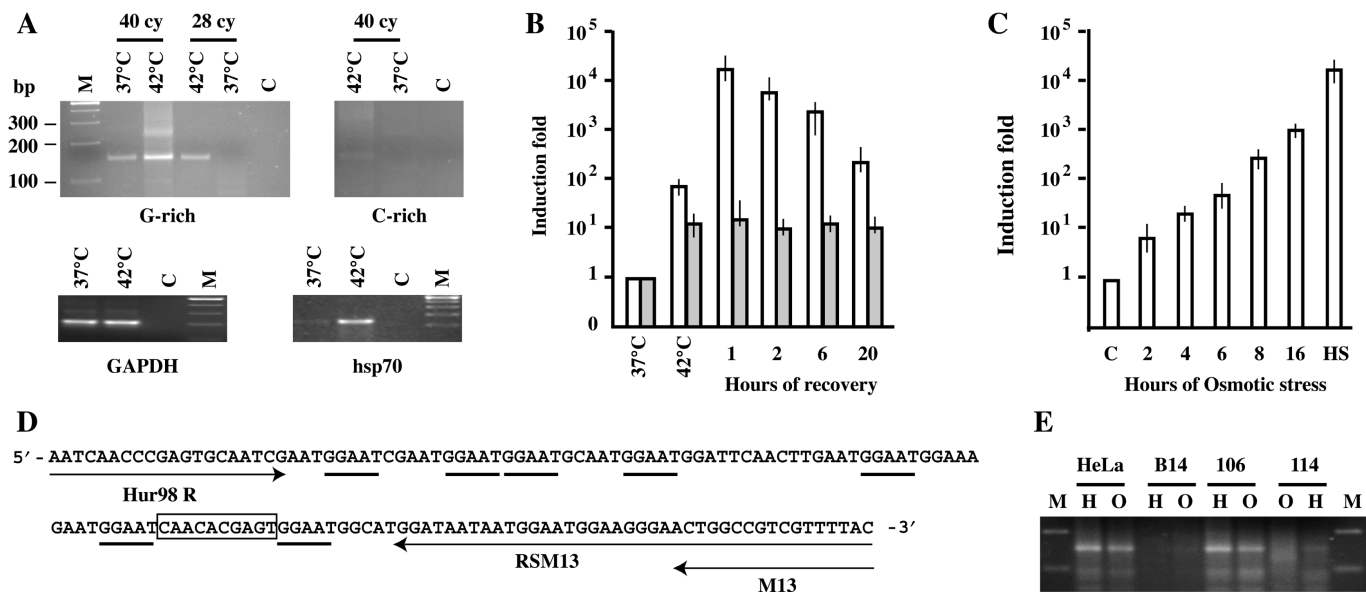 A
40 cy 28 cy
37°C 42°C 42°C 37°C C
M
bp
300
200
100
G-rich
40 cy
42°C 37°C C
C-rich
37°C 42°C C M
GAPDH
37°C 42°C C M
hsp70
B
Induction fold
10⁵
10⁴
10³
10²
10¹
1
0
37°C 42°C 1 2 6 20
Hours of recovery
C
Induction fold
10⁵
10⁴
10³
10²
10¹
1
C 2 4 6 8 16 HS
Hours of Osmotic stress
D
5′ - AATCAACCCGAGTGCAATCGAATGGAATCGAATGGAATGGAATGCAATGGAATGGATTCAACTTGAATGGAATGGAAA
Hur98 R
GAATGGAATCAACACGAGTGGAATGGCATGGATAATAATGGAATGGAAGGGAACTGGCCGTCGTTTTAC -3′
RSM13
M13
E
HeLa B14 106 114
M H O H O H O O H M